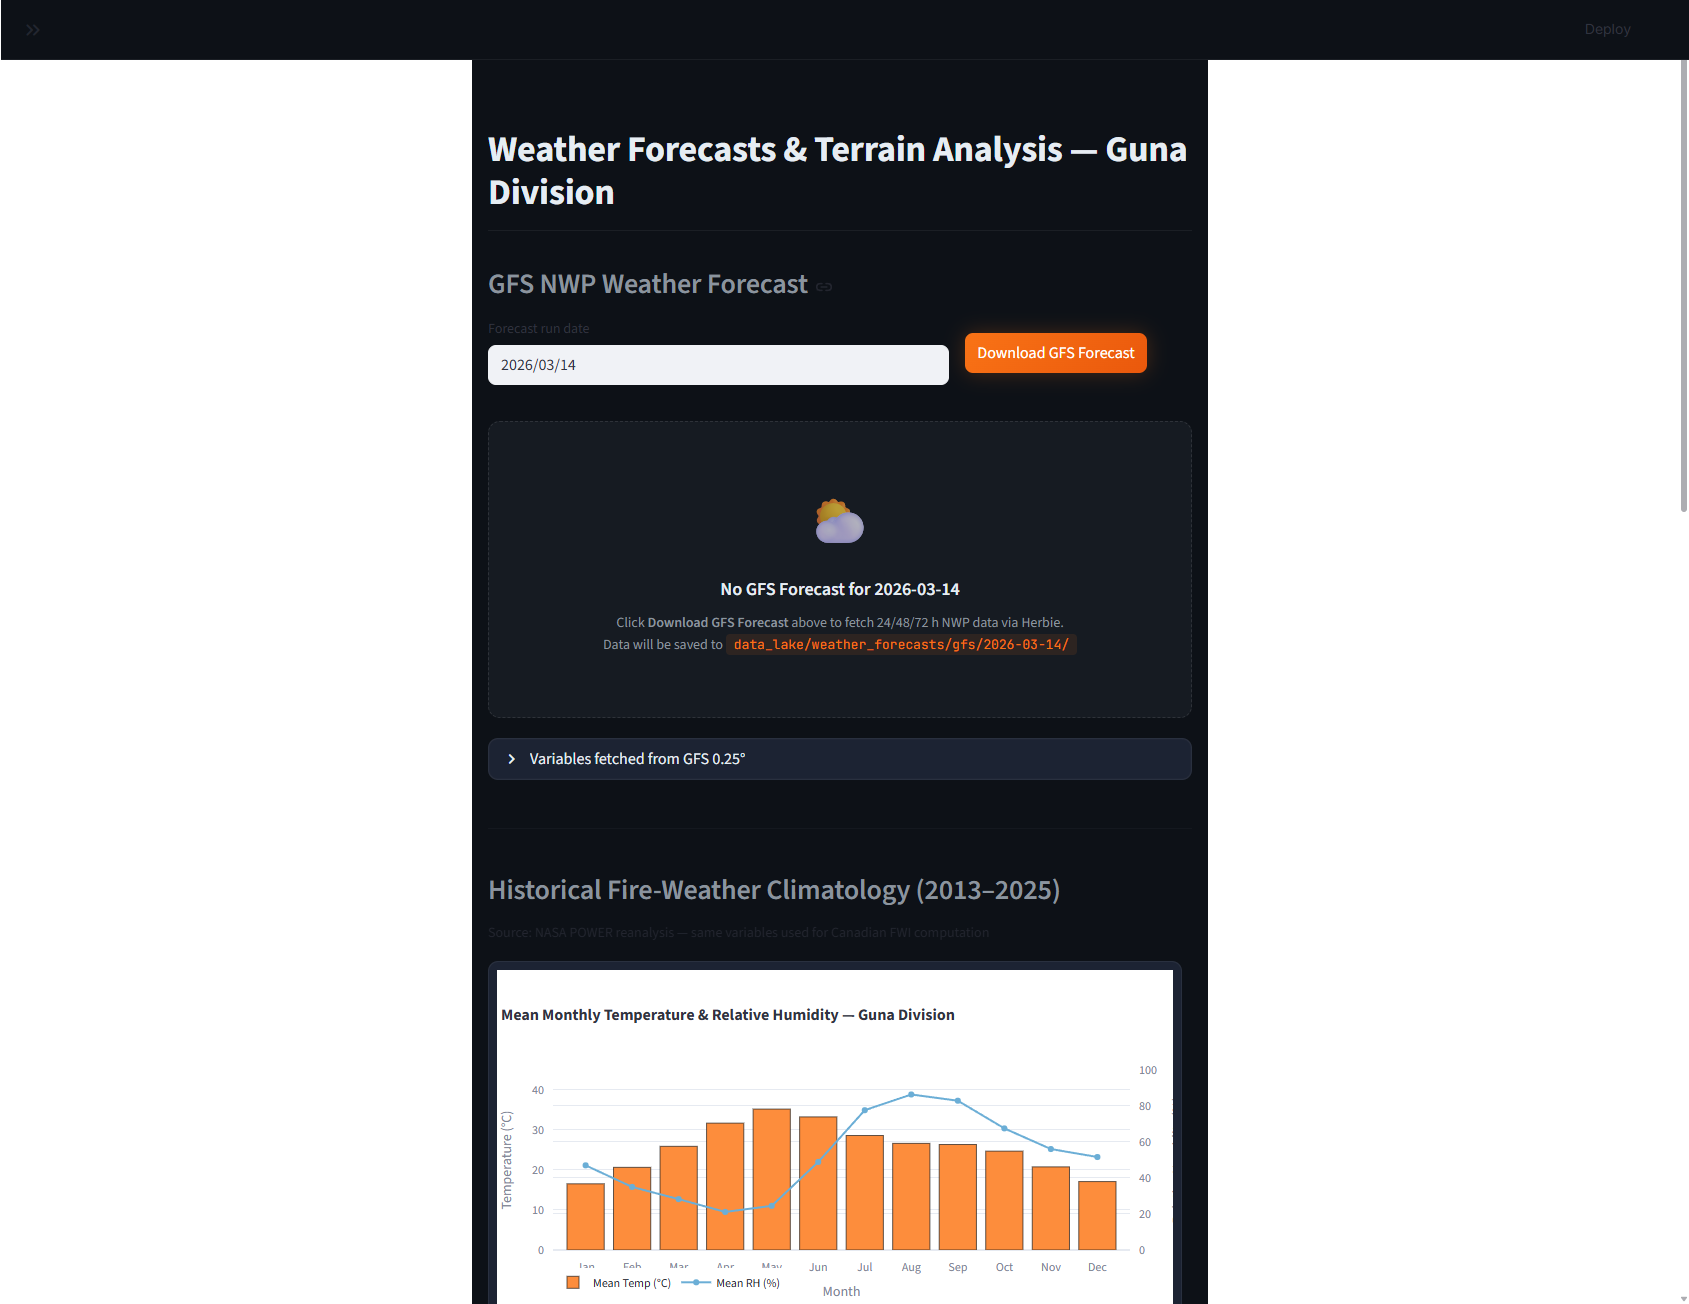 Deploy
Weather Forecasts & Terrain Analysis — Guna
Division
GFS NWP Weather Forecast
Forecast run date
2026/03/14
Download GFS Forecast
No GFS Forecast for 2026-03-14
Click Download GFS Forecast above to fetch 24/48/72 h NWP data via Herbie.
Data will be saved to data_lake/weather_forecasts/gfs/2026-03-14/
Variables fetched from GFS 0.25°
Historical Fire-Weather Climatology (2013–2025)
Source: NASA POWER reanalysis — same variables used for Canadian FWI computation
Mean Monthly Temperature & Relative Humidity — Guna Division
100
40
80
30
60
20
40
10
20
0
0
Temperature (°C)
Jan Feb Mar Apr May Jun Jul Aug Sep Oct Nov Dec
Mean Temp (°C) Mean RH (%)
Month